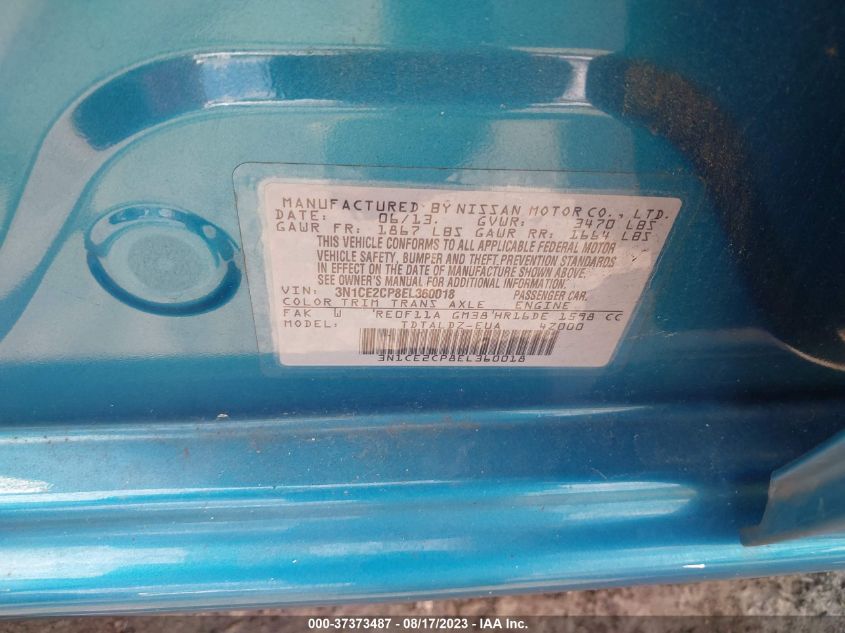 MANUFACTURED BY NISSAN MOTOR CO., LTD.
DATE: 06/13 GVWR: 3470 LBS
GAWR FR: 1867 LBS GAWR RR: 1664 LBS
THIS VEHICLE CONFORMS TO ALL APPLICABLE FEDERAL MOTOR
VEHICLE SAFETY, BUMPER AND THEFT PREVENTION STANDARDS
IN EFFECT ON THE DATE OF MANUFACTURE SHOWN ABOVE.
SEE OWNER'S MANUAL FOR ADDITIONAL INFORMATION.
VIN: 3N1CE2CP8EL360018 PASSENGER CAR.
COLOR TRIM TRANS AXLE ENGINE
FAK W RE0F11A GM38 HR16DE 1598 CC
MODEL: TDTALDZ-EUA 4Z000
3N1CE2CP8EL360018
000-37373487 - 08/17/2023 - IAA Inc.